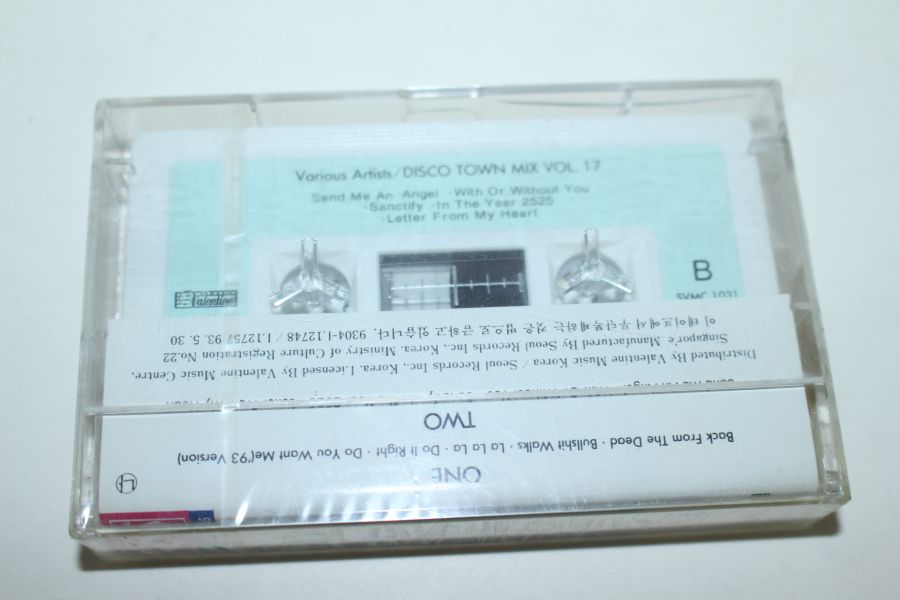 Various Artists/DISCO TOWN MIX VOL. 17
Send Me An Angel ·With Or Without You
·Sanctify ·In The Year 2525
·Letter From My Heart
B
Valentine
SVMC 1031
ONE
Back From The Dead · Bullshit Walks · La La La · Do It Right · Do You Want Me('93 Version)
TWO
Distributed By Valentine Music Korea / Seoul Records Inc, Korea. Licensed By Valentine Music Centre,
Singapor'e Manufactured By Seoul Records Inc., Korea. Ministry of Culture Registration No.22
이 테이프에서 무단복제하는 것은 법으로 금하고 있습니다. 9304-1.12748 / 1.12757 93. 5. 30